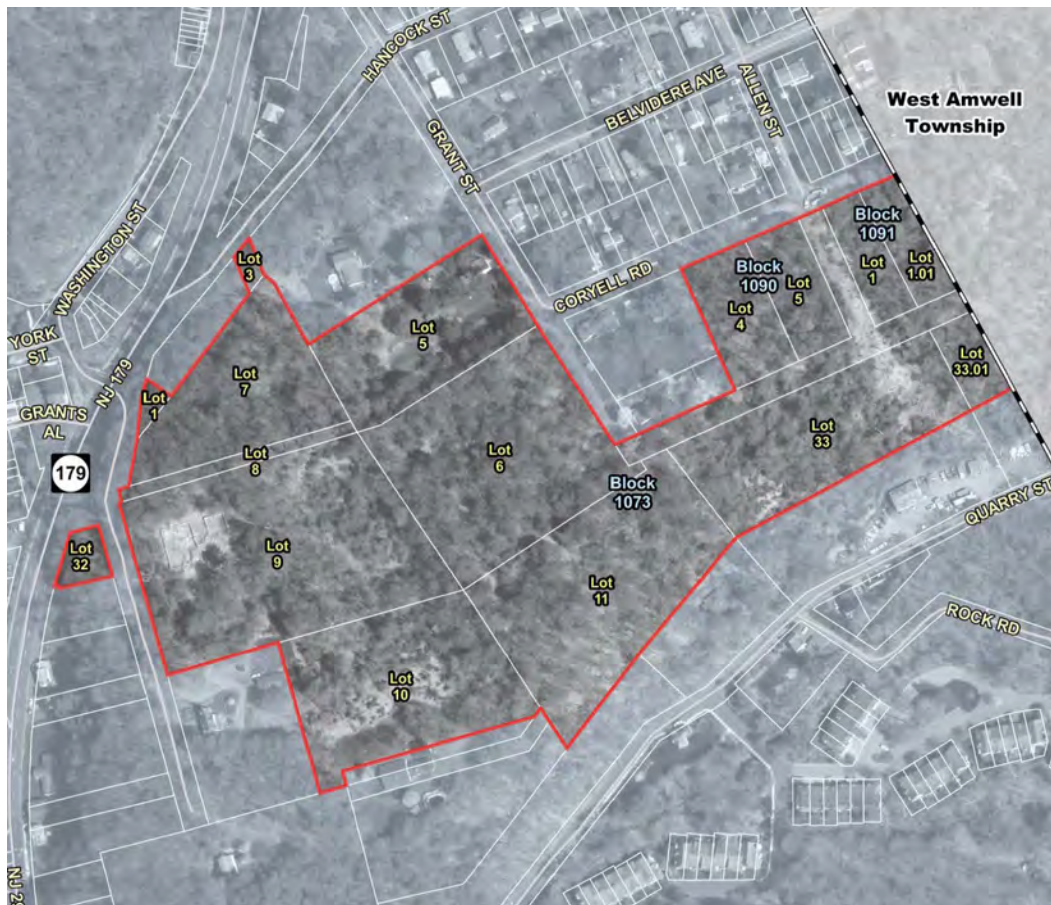 HANCOCK ST
BELVIDERE AVE
ALLEN ST
West Amwell
Township
GRANT ST
WASHINGTON ST
Block
1091
Lot
1
Lot
1.01
Lot
3
CORYELL RD
Block
1090
Lot
4
Lot
5
YORK
ST
NJ 179
Lot
5
Lot
7
Lot
1
GRANTS
AL
Lot
33.01
Lot
33
179
Lot
8
Lot
6
Block
1073
QUARRY ST
Lot
32
Lot
9
Lot
11
ROCK RD
Lot
10